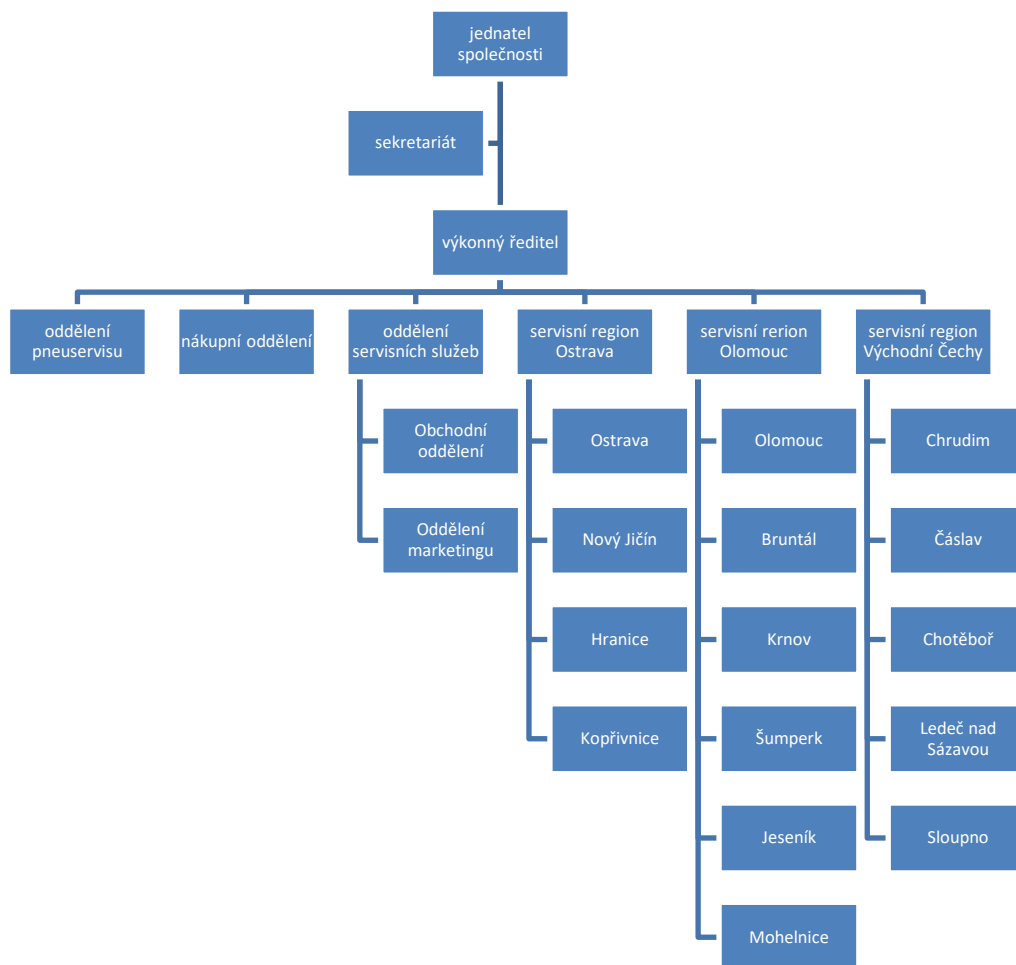 jednatel
společnosti
sekretariát
výkonný ředitel
oddělení
pneuservisu
nákupní oddělení
oddělení
servisních služeb
servisní region
Ostrava
servisní rerion
Olomouc
servisní region
Východní Čechy
Obchodní
oddělení
Oddělení
marketingu
Ostrava
Nový Jičín
Hranice
Kopřivnice
Olomouc
Bruntál
Krnov
Šumperk
Jeseník
Mohelnice
Chrudim
Čáslav
Chotěboř
Ledeč nad
Sázavou
Sloupno